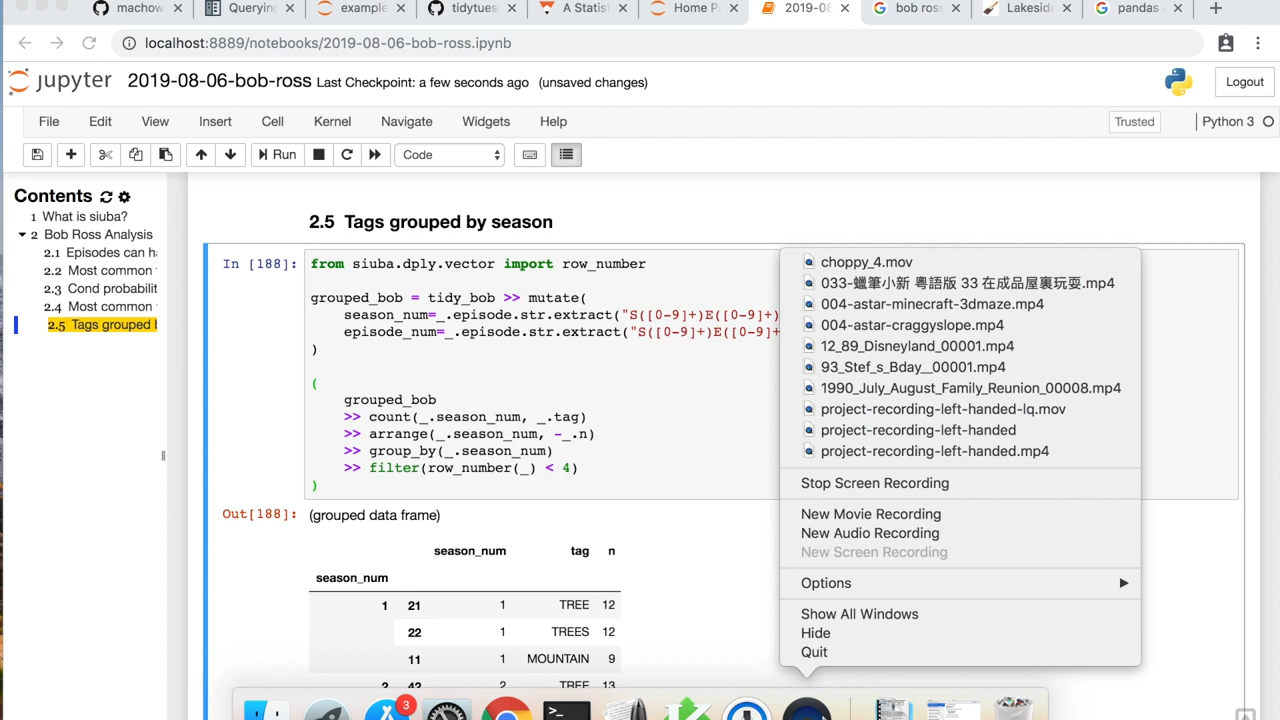 machow
Querying
example
tidytues
A Statist
Home P
2019-08
bob ros
Lakeside
pandas
localhost:8889/notebooks/2019-08-06-bob-ross.ipynb
jupyter 2019-08-06-bob-ross Last Checkpoint: a few seconds ago (unsaved changes)
Logout
File Edit View Insert Cell Kernel Navigate Widgets Help
Trusted
Python 3
Run
Code
Contents
1 What is siuba?
2 Bob Ross Analysis
2.1 Episodes can h
2.2 Most common
2.3 Cond probabilit
2.4 Most common
2.5 Tags grouped b
2.5 Tags grouped by season
In [188]: from siuba.dply.vector import row_number
grouped_bob = tidy_bob >> mutate(
season_num=_.episode.str.extract("S([0-9]+)E([0-9]+)
episode_num=_.episode.str.extract("S([0-9]+)E([0-9]+
)
(
grouped_bob
>> count(_.season_num, _.tag)
>> arrange(_.season_num, -_.n)
>> group_by(_.season_num)
>> filter(row_number(_) < 4)
)
Out[188]: (grouped data frame)
season_num tag n
season_num
1 21 1 TREE 12
22 1 TREES 12
11 1 MOUNTAIN 9
2 42 2 TREE 13
choppy_4.mov
033-蠟筆小新 粵語版 33 在成品屋裏玩耍.mp4
004-astar-minecraft-3dmaze.mp4
004-astar-craggyslope.mp4
12_89_Disneyland_00001.mp4
93_Stef_s_Bday__00001.mp4
1990_July_August_Family_Reunion_00008.mp4
project-recording-left-handed-lq.mov
project-recording-left-handed
project-recording-left-handed.mp4
Stop Screen Recording
New Movie Recording
New Audio Recording
New Screen Recording
Options
Show All Windows
Hide
Quit
3